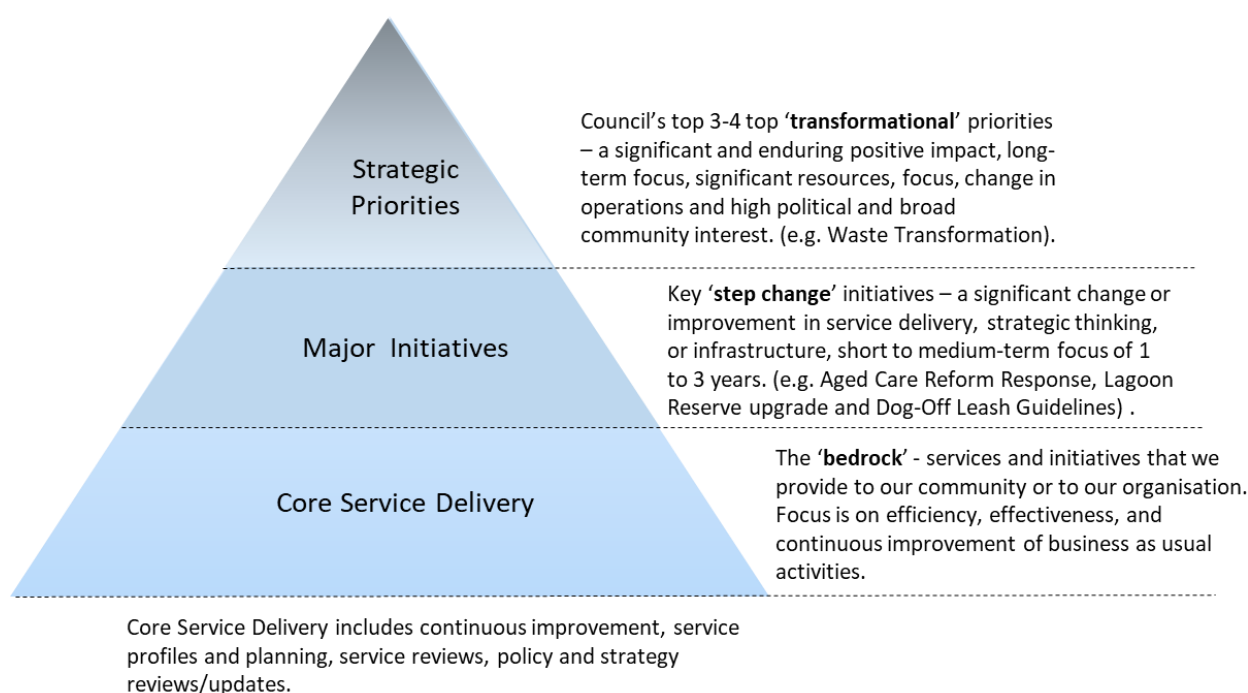 Strategic
Priorities
Council's top 3-4 top 'transformational' priorities
– a significant and enduring positive impact, long-
term focus, significant resources, focus, change in
operations and high political and broad
community interest. (e.g. Waste Transformation).
Major Initiatives
Key 'step change' initiatives – a significant change or
improvement in service delivery, strategic thinking,
or infrastructure, short to medium-term focus of 1
to 3 years. (e.g. Aged Care Reform Response, Lagoon
Reserve upgrade and Dog-Off Leash Guidelines) .
Core Service Delivery
The 'bedrock' - services and initiatives that we
provide to our community or to our organisation.
Focus is on efficiency, effectiveness, and
continuous improvement of business as usual
activities.
Core Service Delivery includes continuous improvement, service
profiles and planning, service reviews, policy and strategy
reviews/updates.